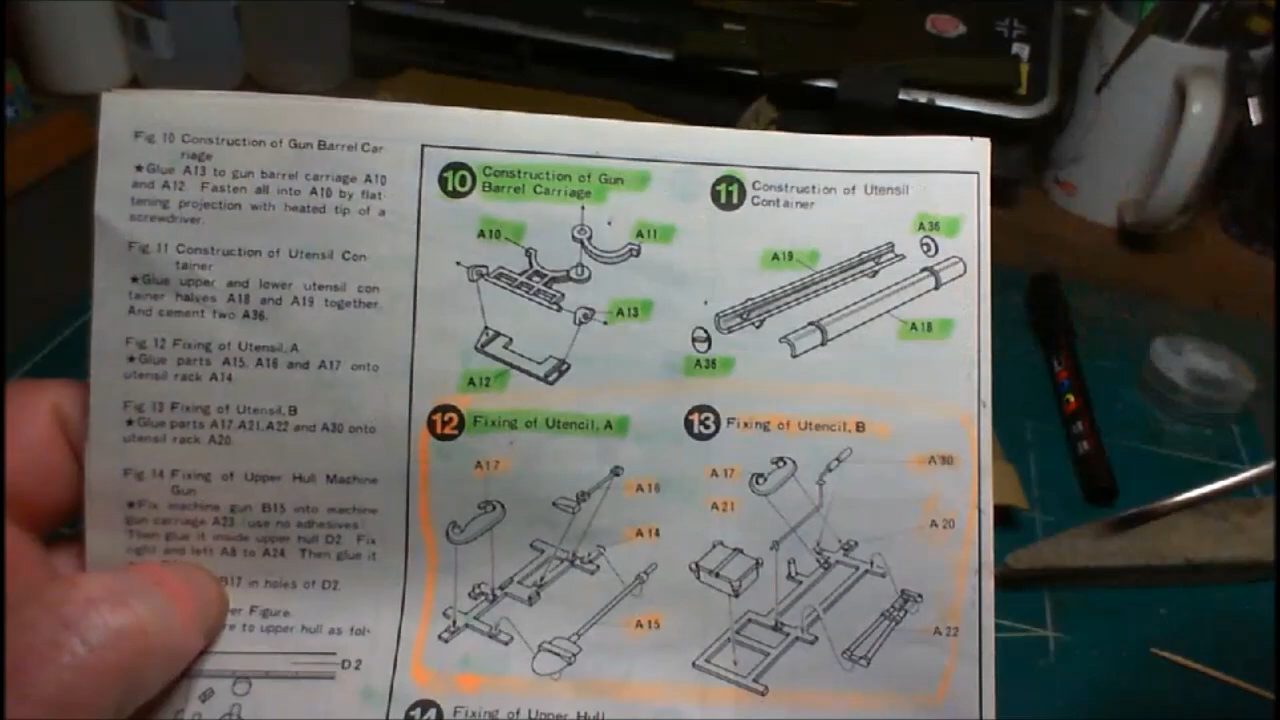 Fig. 10 Construction of Gun Barrel Car
riage
★Glue A13 to gun barrel carriage A10
and A12. Fasten all into A10 by flat-
tening projection with heated tip of a
screwdriver.
Fig. 11 Construction of Utensil Con
tainer
★Glue upper and lower utensil con
tainer halves A18 and A19 together.
And cement two A36.
Fig. 12 Fixing of Utensil, A
★Glue parts A15, A16 and A17 onto
utensil rack A14.
Fig. 13 Fixing of Utensil, B
★Glue parts A17, A21, A22 and A30 onto
utensil rack A20.
Fig. 14 Fixing of Upper Hull Machine
Gun
★Fix machine gun B15 into machine
gun carriage A23 (use no adhesives)
Then glue it inside upper hull D2. Fix
right and left A8 to A24. Then glue it
B17 in holes of D2.
Figure.
to upper hull as fol-
D2
10 Construction of Gun
Barrel Carriage
A10
A11
A13
A12
11 Construction of Utensil
Container
A36
A19
A18
A36
12 Fixing of Utencil, A
A17
A16
A14
A15
13 Fixing of Utencil, B
A17
A30
A21
A20
A22
14 Fixing of Upper Hull